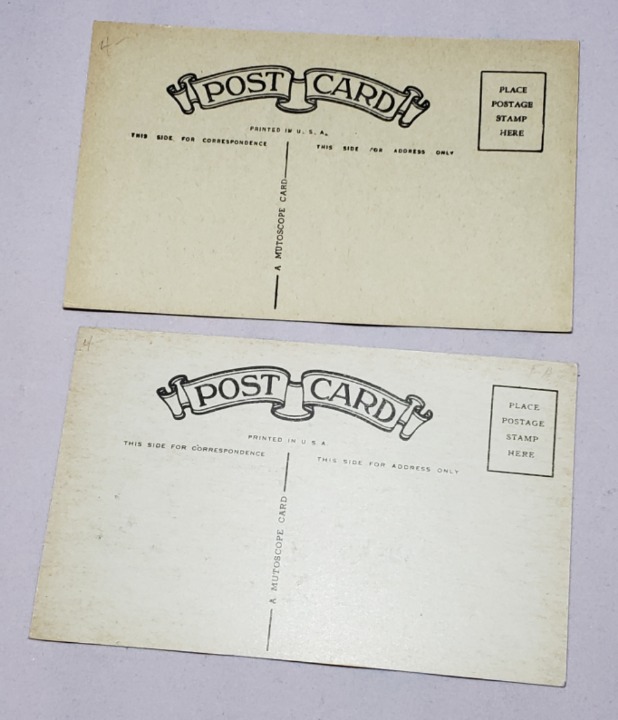 4-
POST CARD
PLACE
POSTAGE
STAMP
HERE
PRINTED IN U. S. A.
THIS SIDE FOR CORRESPONDENCE
THIS SIDE FOR ADDRESS ONLY
A MUTOSCOPE CARD
4-
POST CARD
PLACE
POSTAGE
STAMP
HERE
PRINTED IN U S A
THIS SIDE FOR CORRESPONDENCE
THIS SIDE FOR ADDRESS ONLY
A MUTOSCOPE CARD